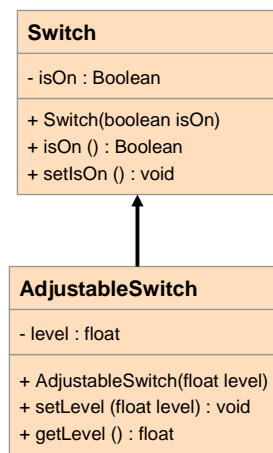 Switch
- isOn : Boolean
+ Switch(boolean isOn)
+ isOn () : Boolean
+ setIsOn () : void
AdjustableSwitch
- level : float
+ AdjustableSwitch(float level)
+ setLevel (float level) : void
+ getLevel () : float